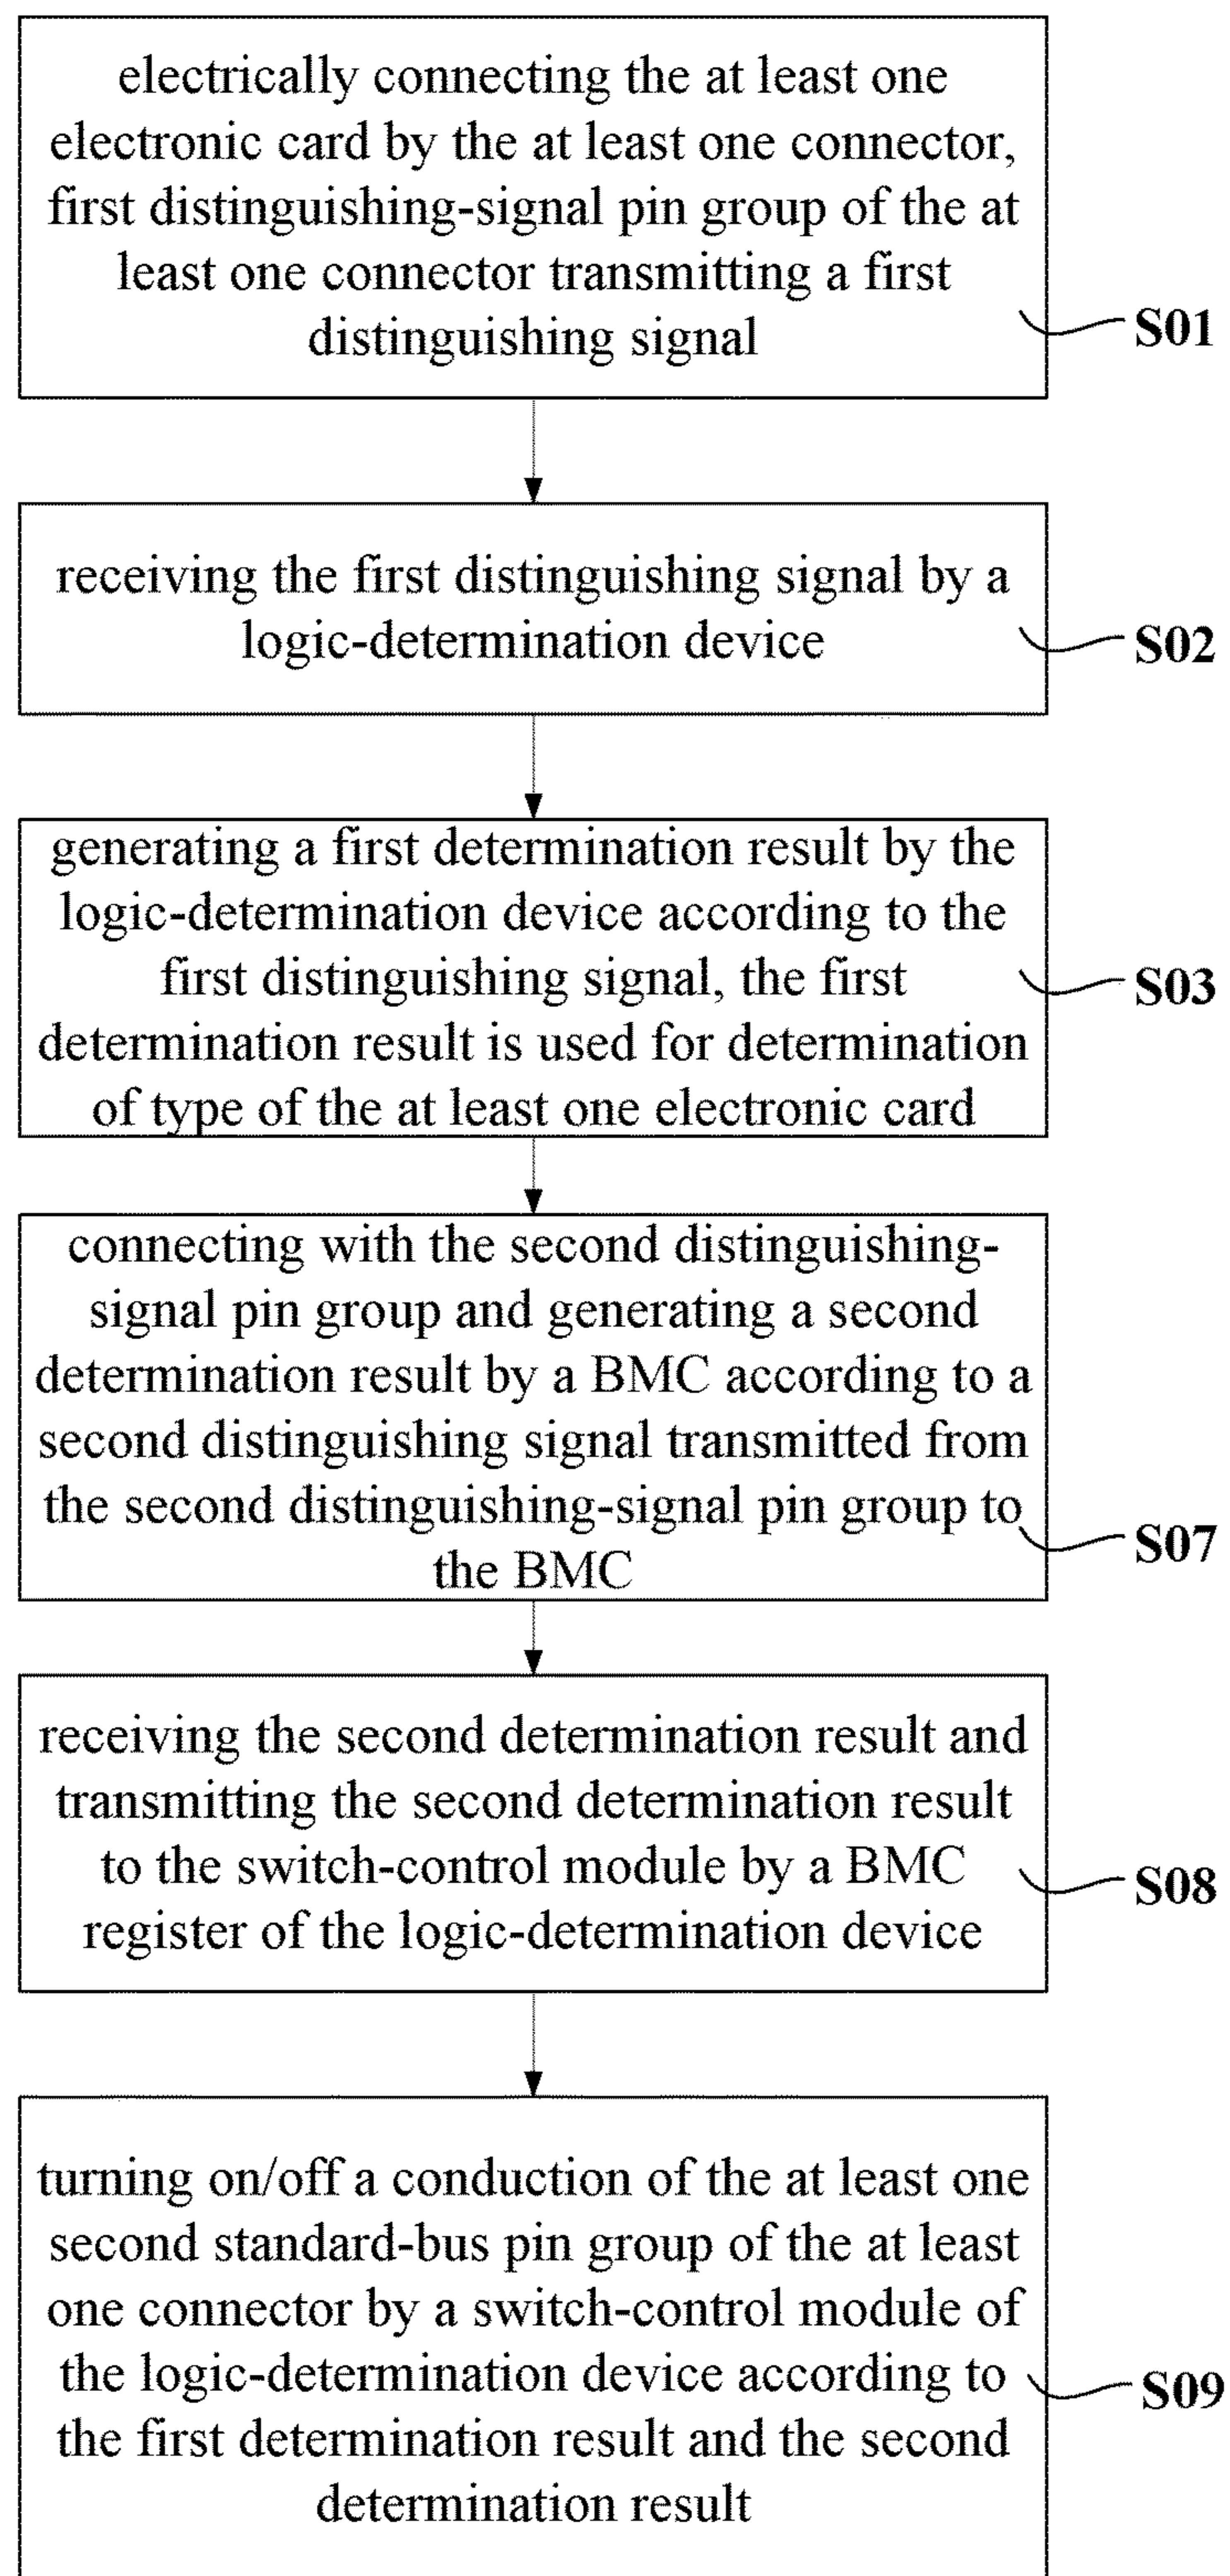 electrically connecting the at least one
electronic card by the at least one connector,
first distinguishing-signal pin group of the at
least one connector transmitting a first
distinguishing signal
S01
receiving the first distinguishing signal by a
logic-determination device
S02
generating a first determination result by the
logic-determination device according to the
first distinguishing signal, the first
determination result is used for determination
of type of the at least one electronic card
S03
connecting with the second distinguishing-
signal pin group and generating a second
determination result by a BMC according to a
second distinguishing signal transmitted from
the second distinguishing-signal pin group to
the BMC
S07
receiving the second determination result and
transmitting the second determination result
to the switch-control module by a BMC
register of the logic-determination device
S08
turning on/off a conduction of the at least one
second standard-bus pin group of the at least
one connector by a switch-control module of
the logic-determination device according to
the first determination result and the second
determination result
S09